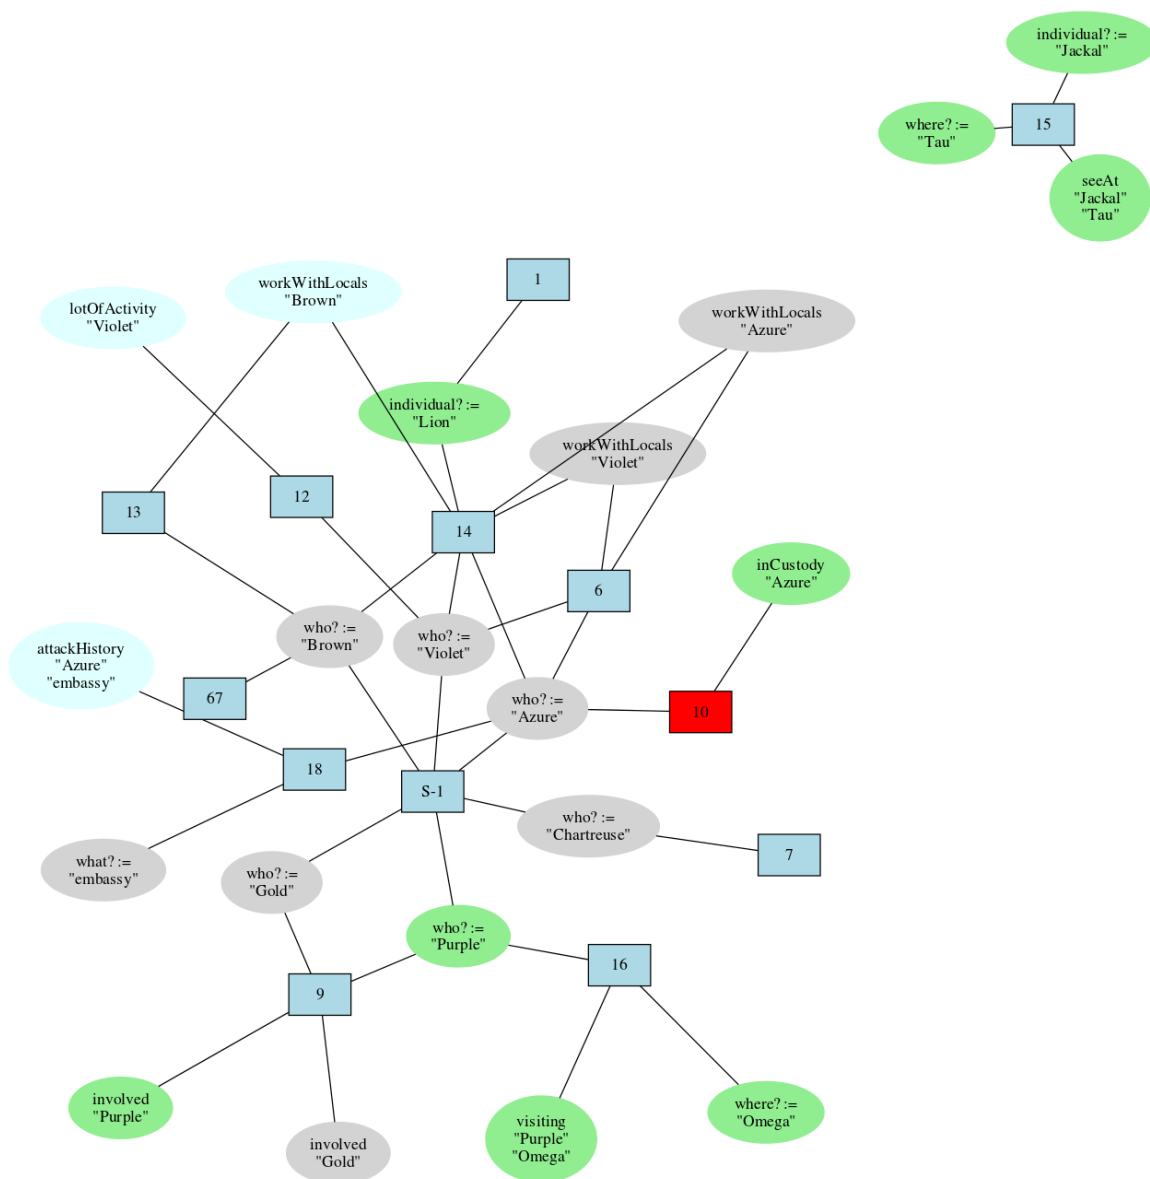 individual? :=
"Jackal"
where? :=
"Tau"
15
seeAt
"Jackal"
"Tau"
workWithLocals
"Brown"
1
lotOfActivity
"Violet"
workWithLocals
"Azure"
individual? :=
"Lion"
workWithLocals
"Violet"
13
12
14
inCustody
"Azure"
6
who? :=
"Brown"
who? :=
"Violet"
attackHistory
"Azure"
"embassy"
67
who? :=
"Azure"
10
18
S-1
who? :=
"Chartreuse"
7
what? :=
"embassy"
who? :=
"Gold"
who? :=
"Purple"
16
9
involved
"Purple"
visiting
"Purple"
"Omega"
where? :=
"Omega"
involved
"Gold"